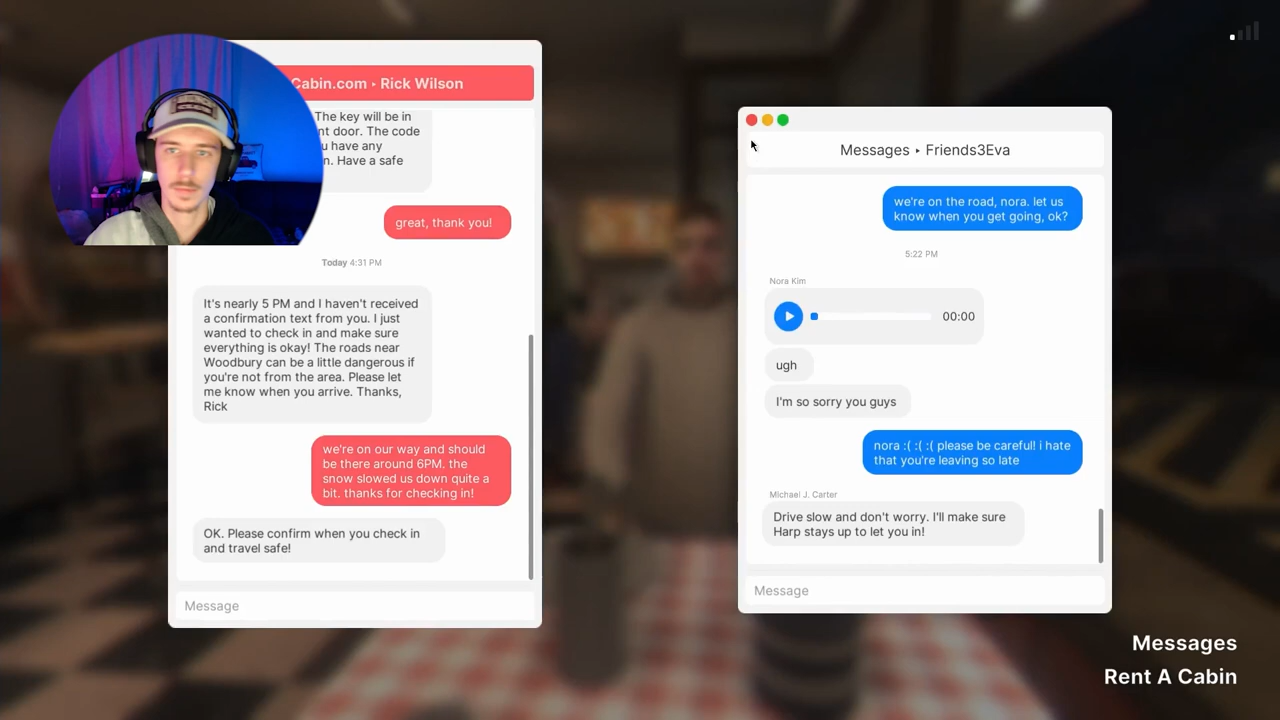 Cabin.com ▸ Rick Wilson
The key will be in
nt door. The code
u have any
n. Have a safe
great, thank you!
Today 4:31 PM
It's nearly 5 PM and I haven't received
a confirmation text from you. I just
wanted to check in and make sure
everything is okay! The roads near
Woodbury can be a little dangerous if
you're not from the area. Please let
me know when you arrive. Thanks,
Rick
we're on our way and should
be there around 6PM. the
snow slowed us down quite a
bit. thanks for checking in!
OK. Please confirm when you check in
and travel safe!
Message
Messages ▸ Friends3Eva
we're on the road, nora. let us
know when you get going, ok?
5:22 PM
Nora Kim
00:00
ugh
I'm so sorry you guys
nora :( :( :( please be careful! i hate
that you're leaving so late
Michael J. Carter
Drive slow and don't worry. I'll make sure
Harp stays up to let you in!
Message
Messages
Rent A Cabin